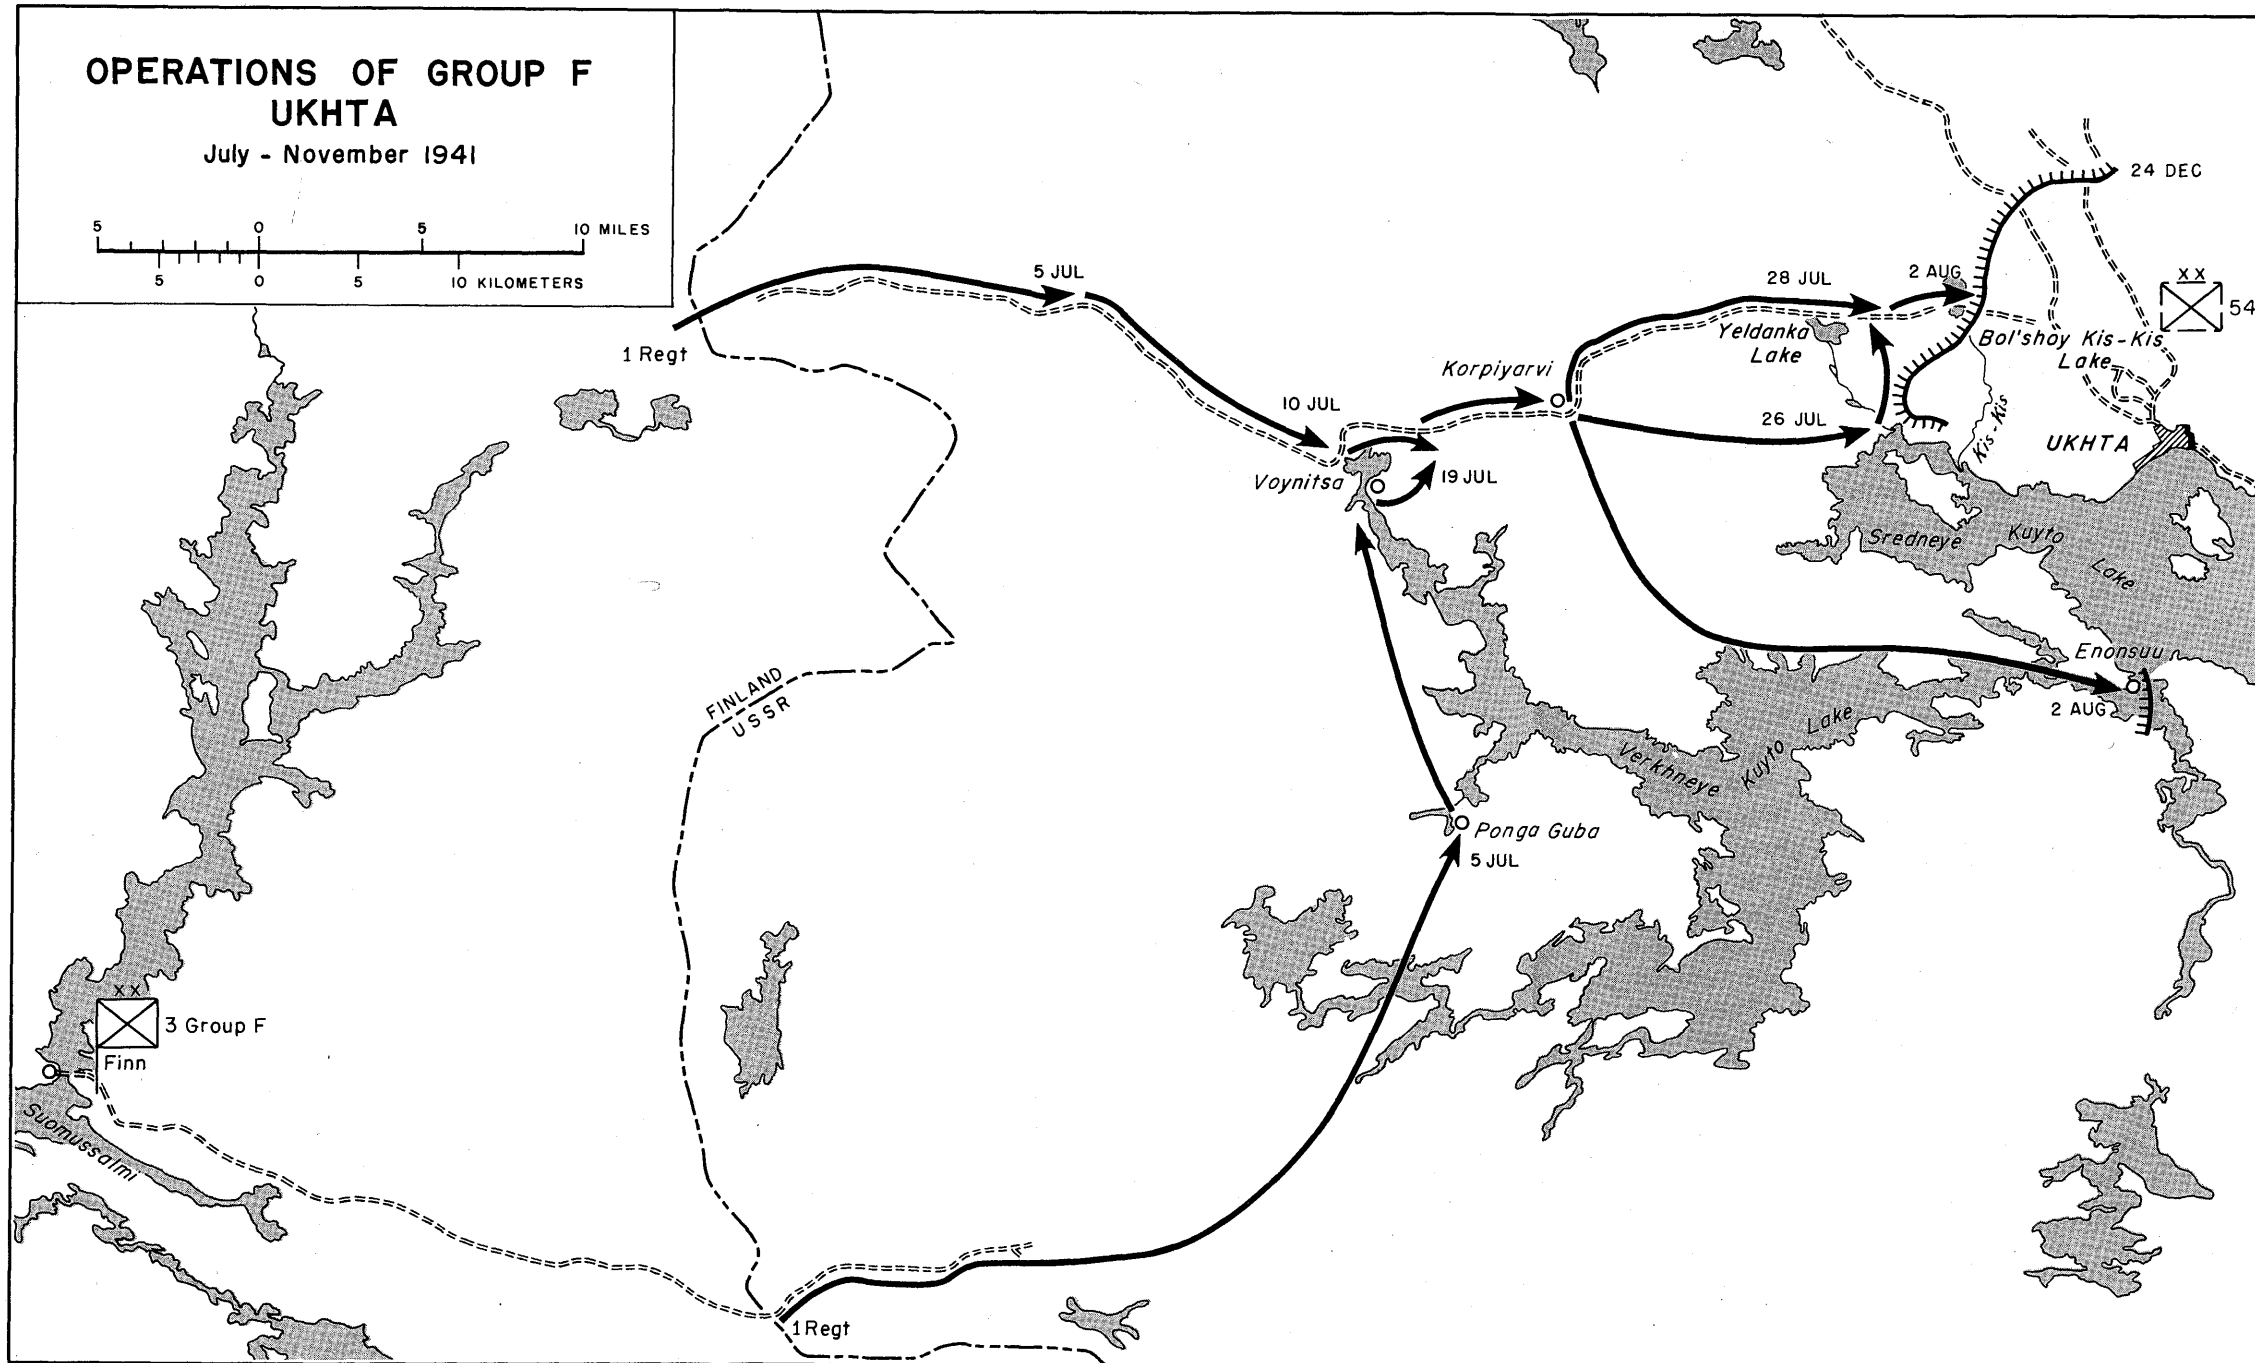 OPERATIONS OF GROUP F
UKHTA
July - November 1941
5 0 5 10 MILES
5 0 5 10 KILOMETERS
24 DEC
5 JUL
28 JUL
2 AUG
XX
54
1 Regt
Yeldanka
Lake
Bol'shoy Kis-Kis
Lake
Korpiyarvi
10 JUL
26 JUL
Kis-Kis
UKHTA
Voynitsa
19 JUL
Sredneye Kuyto Lake
Enonsuu
2 AUG
FINLAND
USSR
Verkhneye Kuyto Lake
Ponga Guba
5 JUL
XX
3 Group F
Finn
Suomussalmi
1 Regt